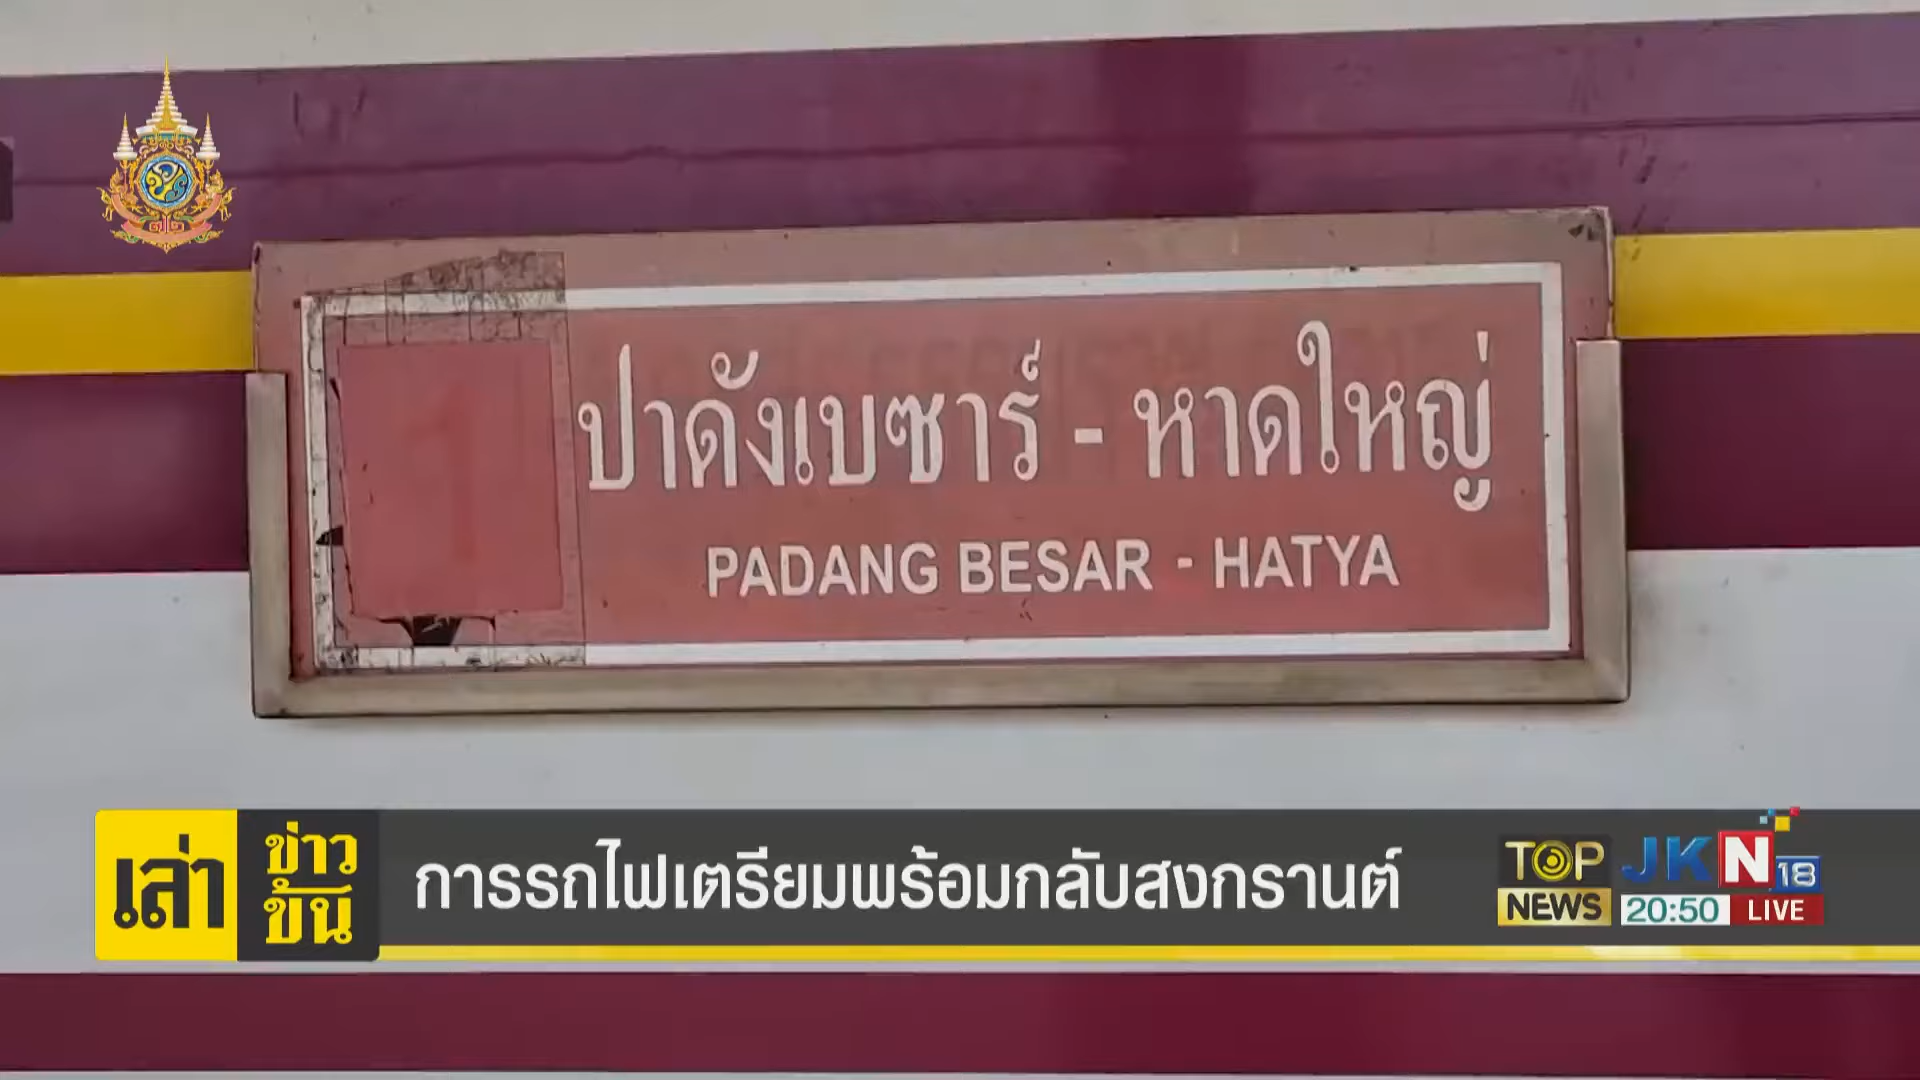 ปาดังเบซาร์ - หาดใหญ่
PADANG BESAR - HATYA
เล่า
ข่าว
ข้น
การรถไฟเตรียมพร้อมกลับสงกรานต์
TOP
NEWS
JKN18
20:50 LIVE